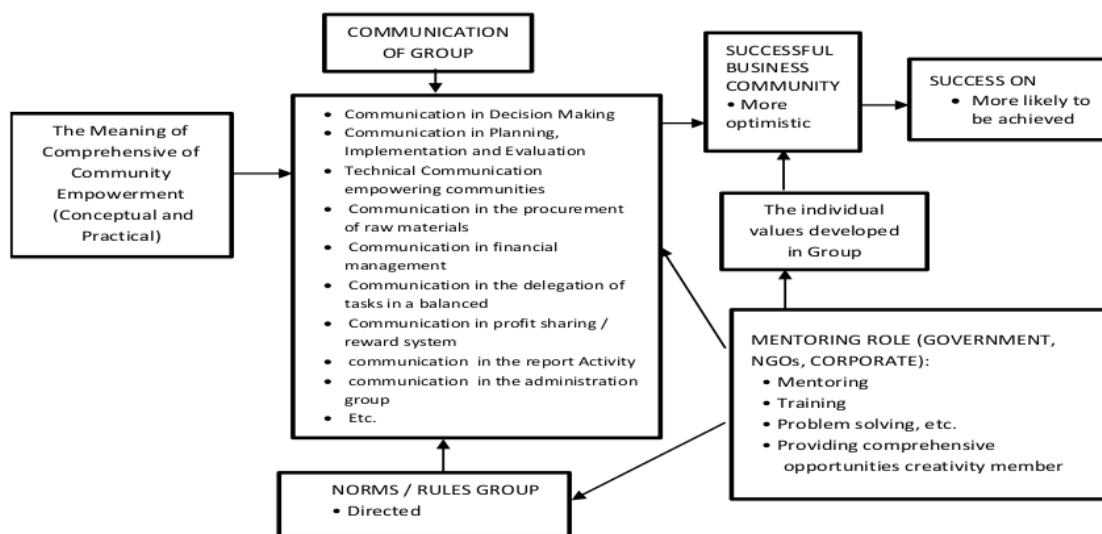 COMMUNICATION
OF GROUP
SUCCESSFUL
BUSINESS
COMMUNITY
• More
optimistic
SUCCESS ON
• More likely to
be achieved
The Meaning of
Comprehensive of
Community
Empowerment
(Conceptual and
Practical)
• Communication in Decision Making
• Communication in Planning,
Implementation and Evaluation
• Technical Communication
empowering communities
• Communication in the procurement
of raw materials
• Communication in financial
management
• Communication in the delegation of
tasks in a balanced
• Communication in profit sharing /
reward system
• communication in the report Activity
• communication in the administration
group
• Etc.
The individual
values developed
in Group
MENTORING ROLE (GOVERNMENT,
NGOs, CORPORATE):
• Mentoring
• Training
• Problem solving, etc.
• Providing comprehensive
opportunities creativity member
NORMS / RULES GROUP
• Directed